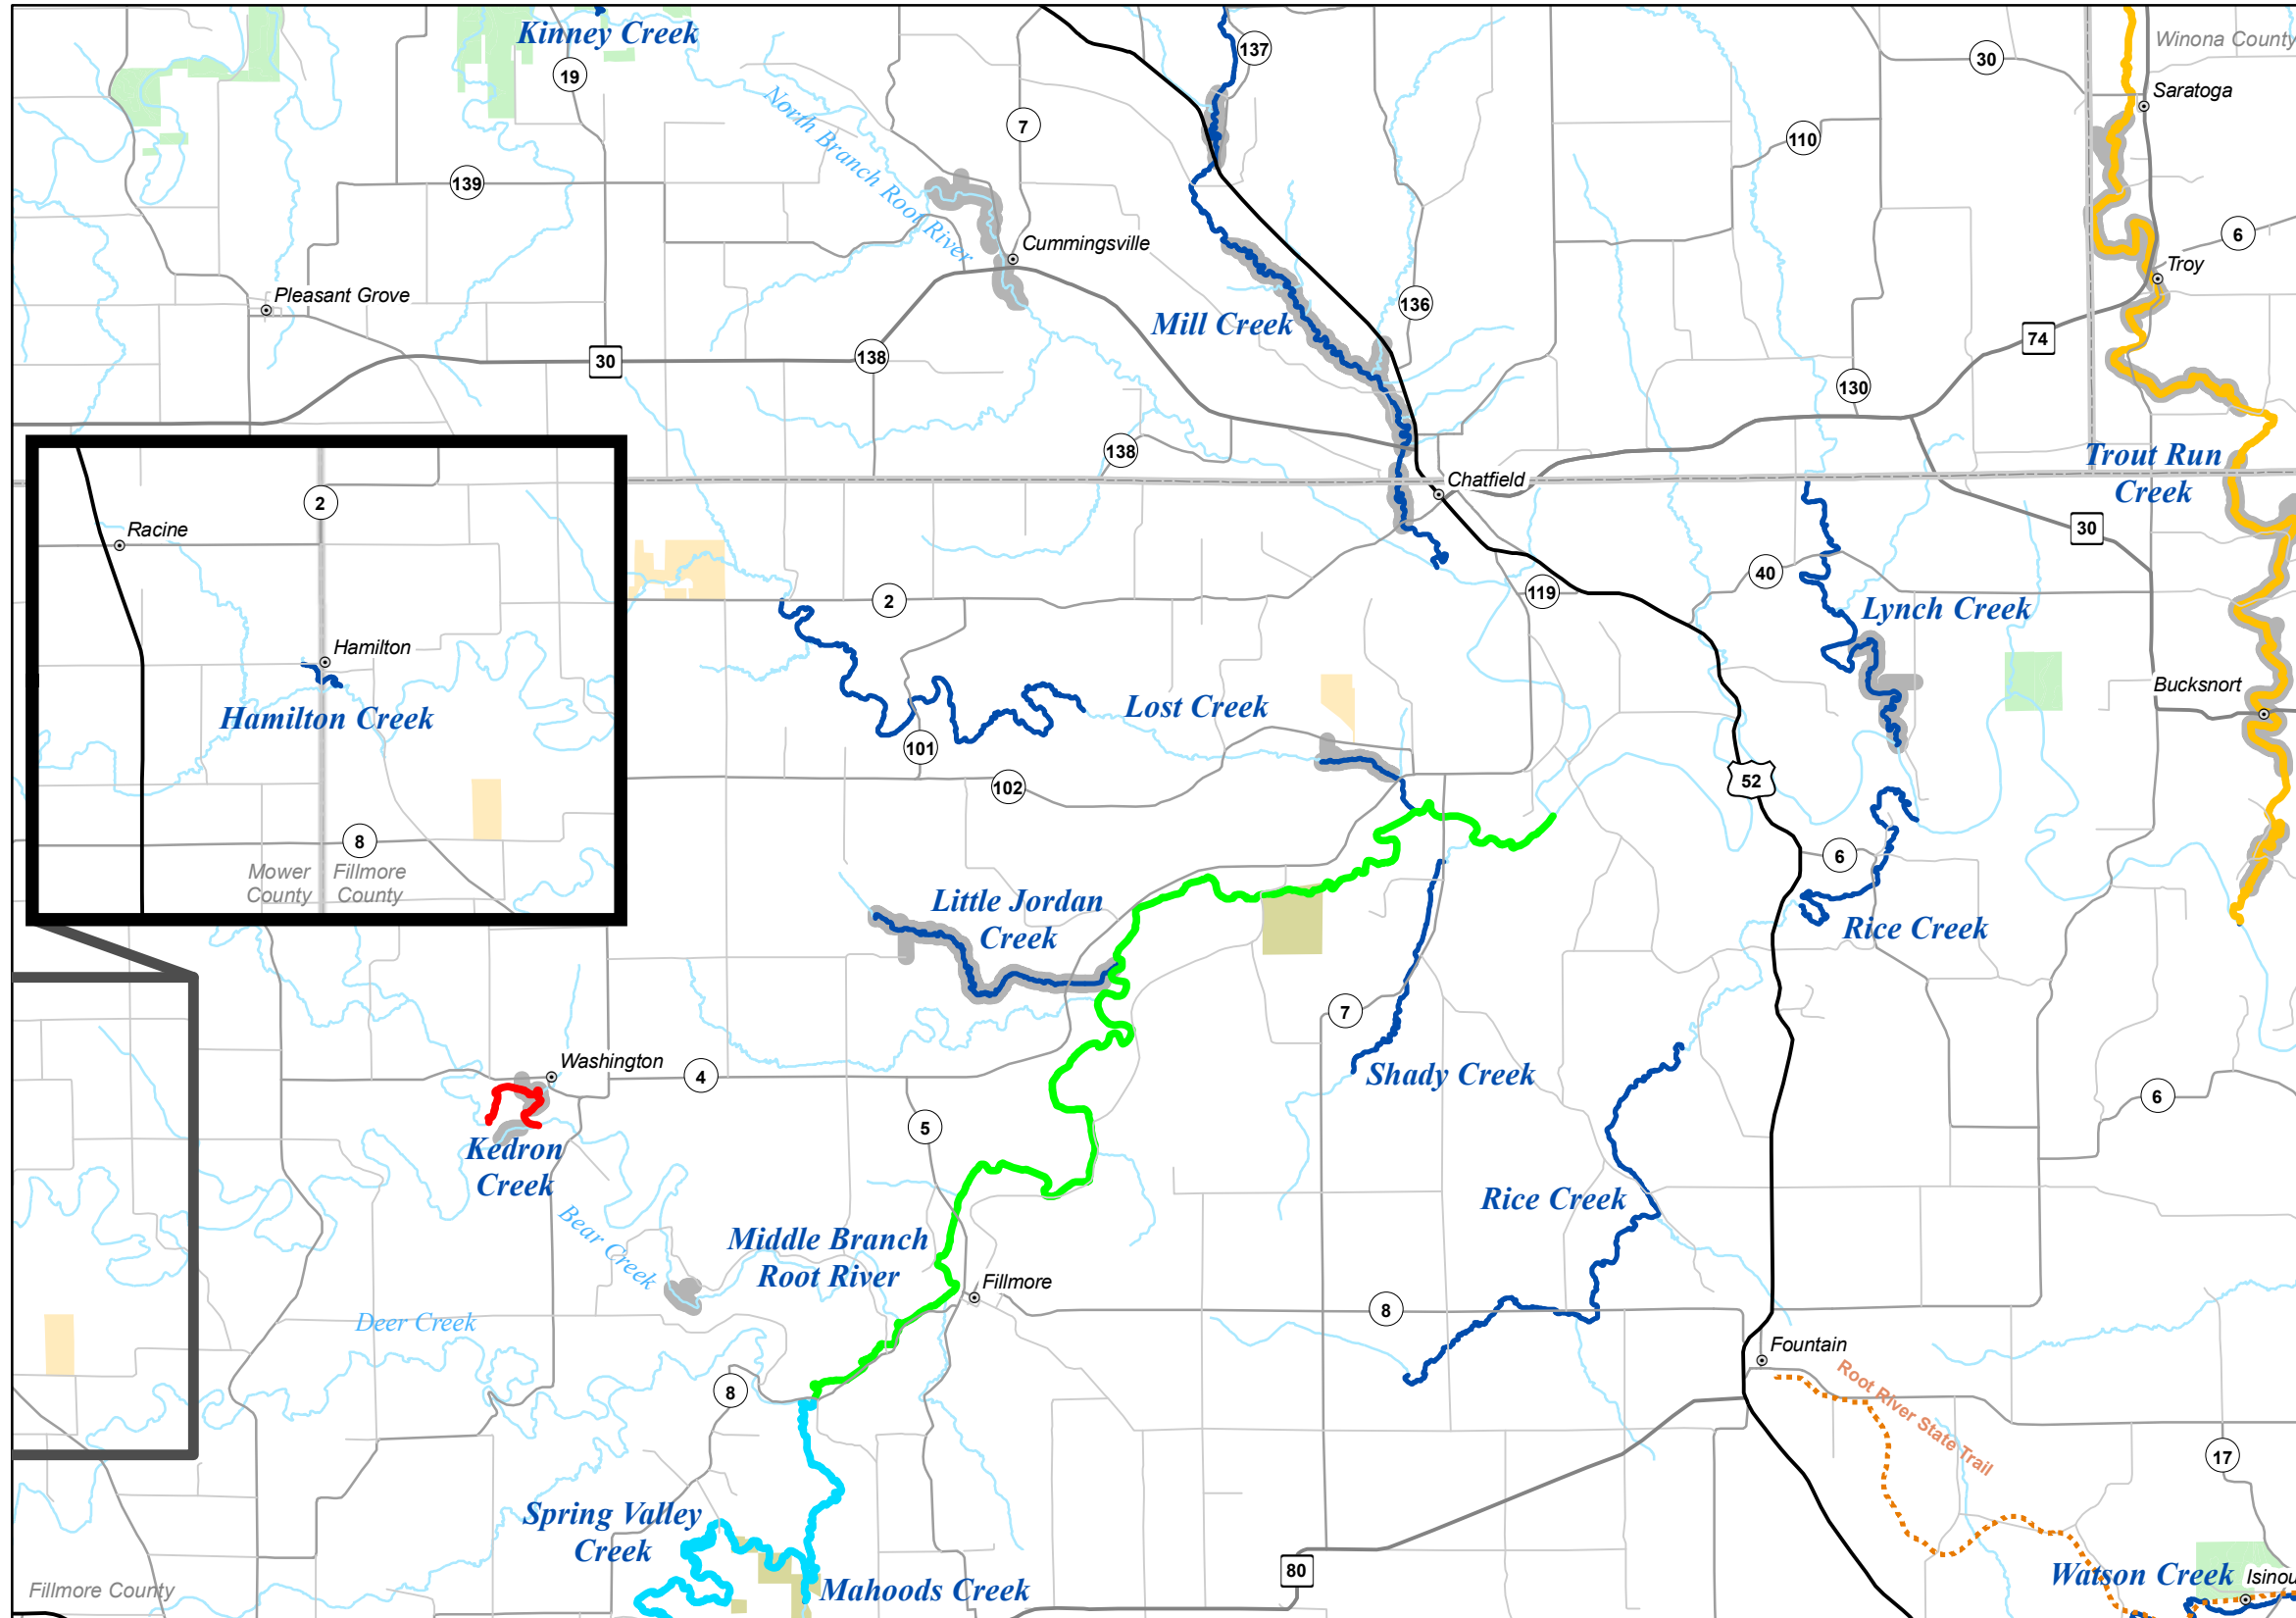 Kinney Creek
137
30
Winona County
19
Saratoga
North Branch Root River
7
110
139
6
Cummingsville
Troy
Pleasant Grove
136
Mill Creek
74
30
138
130
138
Trout Run
Creek
Chatfield
2
Racine
30
40
119
2
Lynch Creek
Hamilton
Bucksnort
Lost Creek
Hamilton Creek
101
52
102
8
6
Mower
County
Fillmore
County
Little Jordan
Creek
Rice Creek
7
Washington
4
Shady Creek
6
5
Kedron
Creek
Rice Creek
Bear Creek
Middle Branch
Root River
Fillmore
8
Deer Creek
Fountain
8
Root River State Trail
17
Spring Valley
Creek
80
Watson Creek
Isinou
Fillmore County
Mahoods Creek